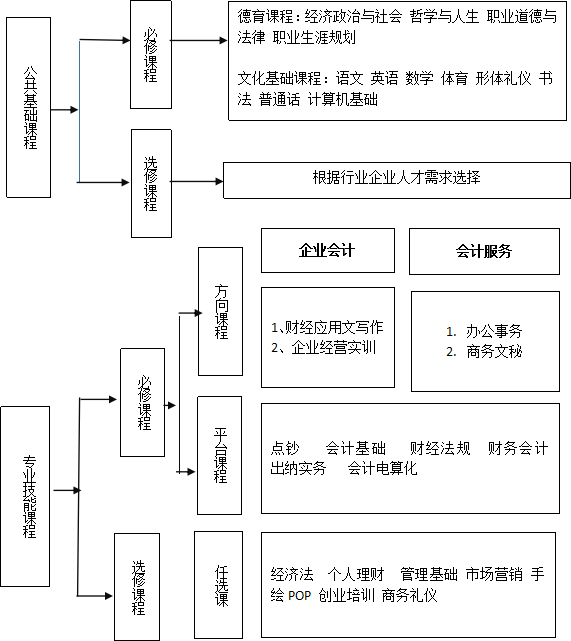 公共基础课程
必修课程
德育课程：经济政治与社会 哲学与人生 职业道德与
法律 职业生涯规划
文化基础课程：语文 英语 数学 体育 形体礼仪 书
法 普通话 计算机基础
选修课程
根据行业企业人才需求选择
专业技能课程
必修课程
方向课程
企业会计
会计服务
1、财经应用文写作
2、企业经营实训
1. 办公事务
2. 商务文秘
平台课程
点钞 会计基础 财经法规 财务会计
出纳实务 会计电算化
选修课程
任选课
经济法 个人理财 管理基础 市场营销 手
绘 POP 创业培训 商务礼仪